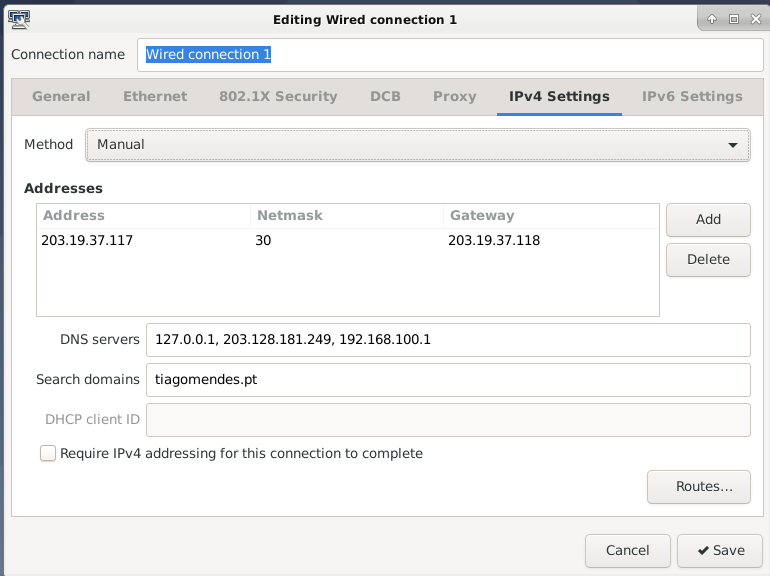 Editing Wired connection 1
Connection name Wired connection 1
General Ethernet 802.1X Security DCB Proxy IPv4 Settings IPv6 Settings
Method Manual
Addresses
Address Netmask Gateway
203.19.37.117 30 203.19.37.118
Add
Delete
DNS servers 127.0.0.1, 203.128.181.249, 192.168.100.1
Search domains tiagomendes.pt
DHCP client ID
Require IPv4 addressing for this connection to complete
Routes...
Cancel Save